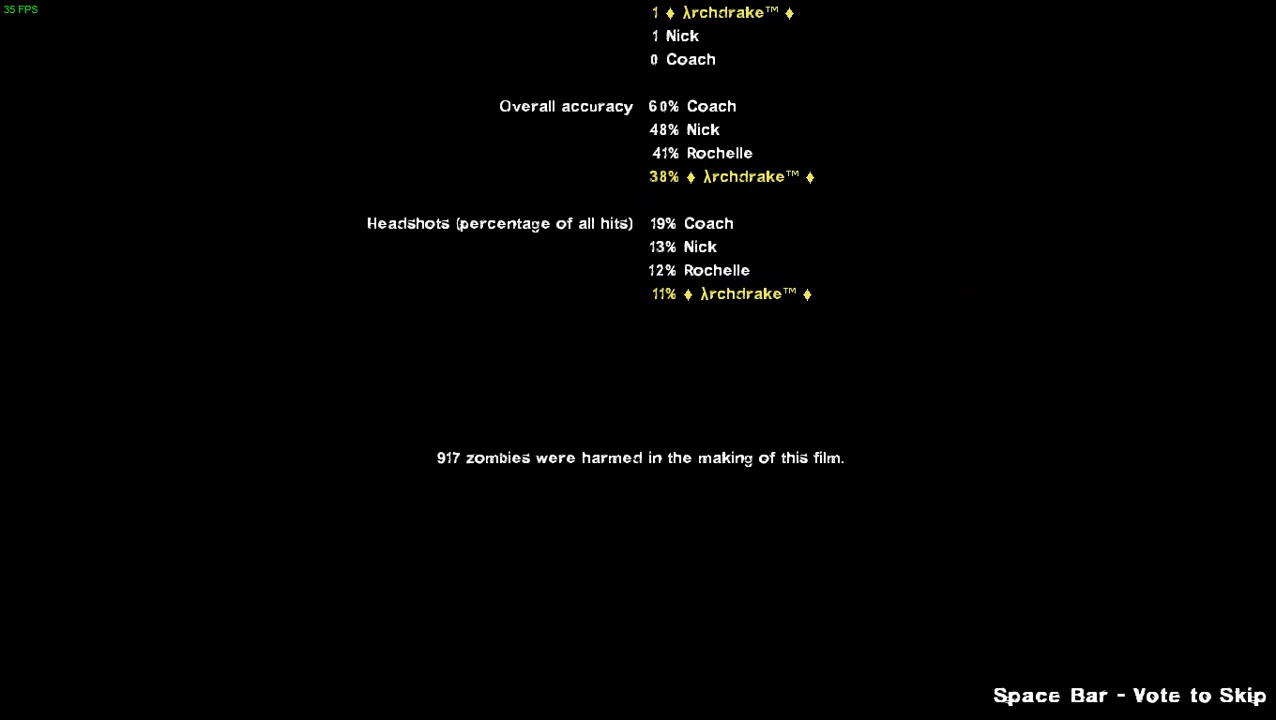 35 FPS
1 ♦ λrchdrake™ ♦
1 Nick
0 Coach
Overall accuracy 60% Coach
48% Nick
41% Rochelle
38% ♦ λrchdrake™ ♦
Headshots (percentage of all hits) 19% Coach
13% Nick
12% Rochelle
11% ♦ λrchdrake™ ♦
917 zombies were harmed in the making of this film.
Space Bar - Vote to Skip